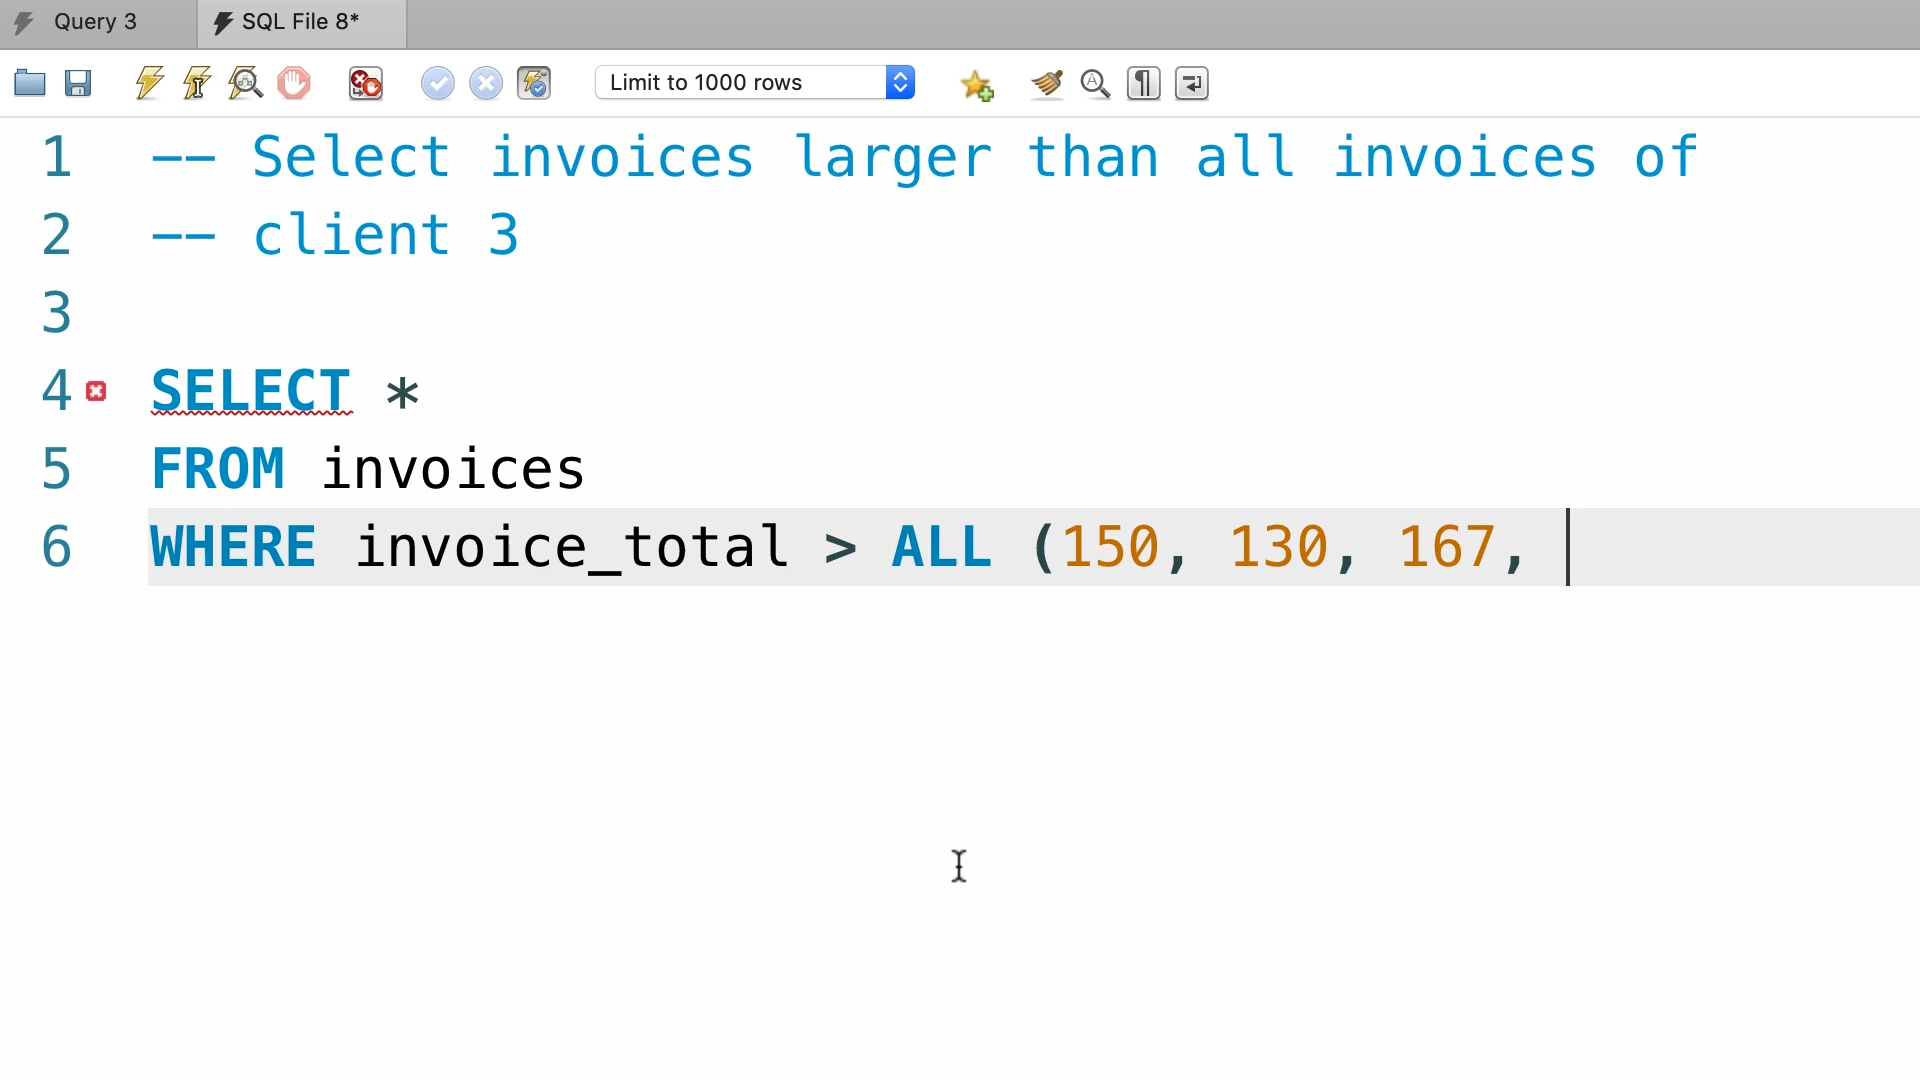 Query 3
SQL File 8*
Limit to 1000 rows
1 -- Select invoices larger than all invoices of
2 -- client 3
3
4 SELECT *
5 FROM invoices
6 WHERE invoice_total > ALL (150, 130, 167,